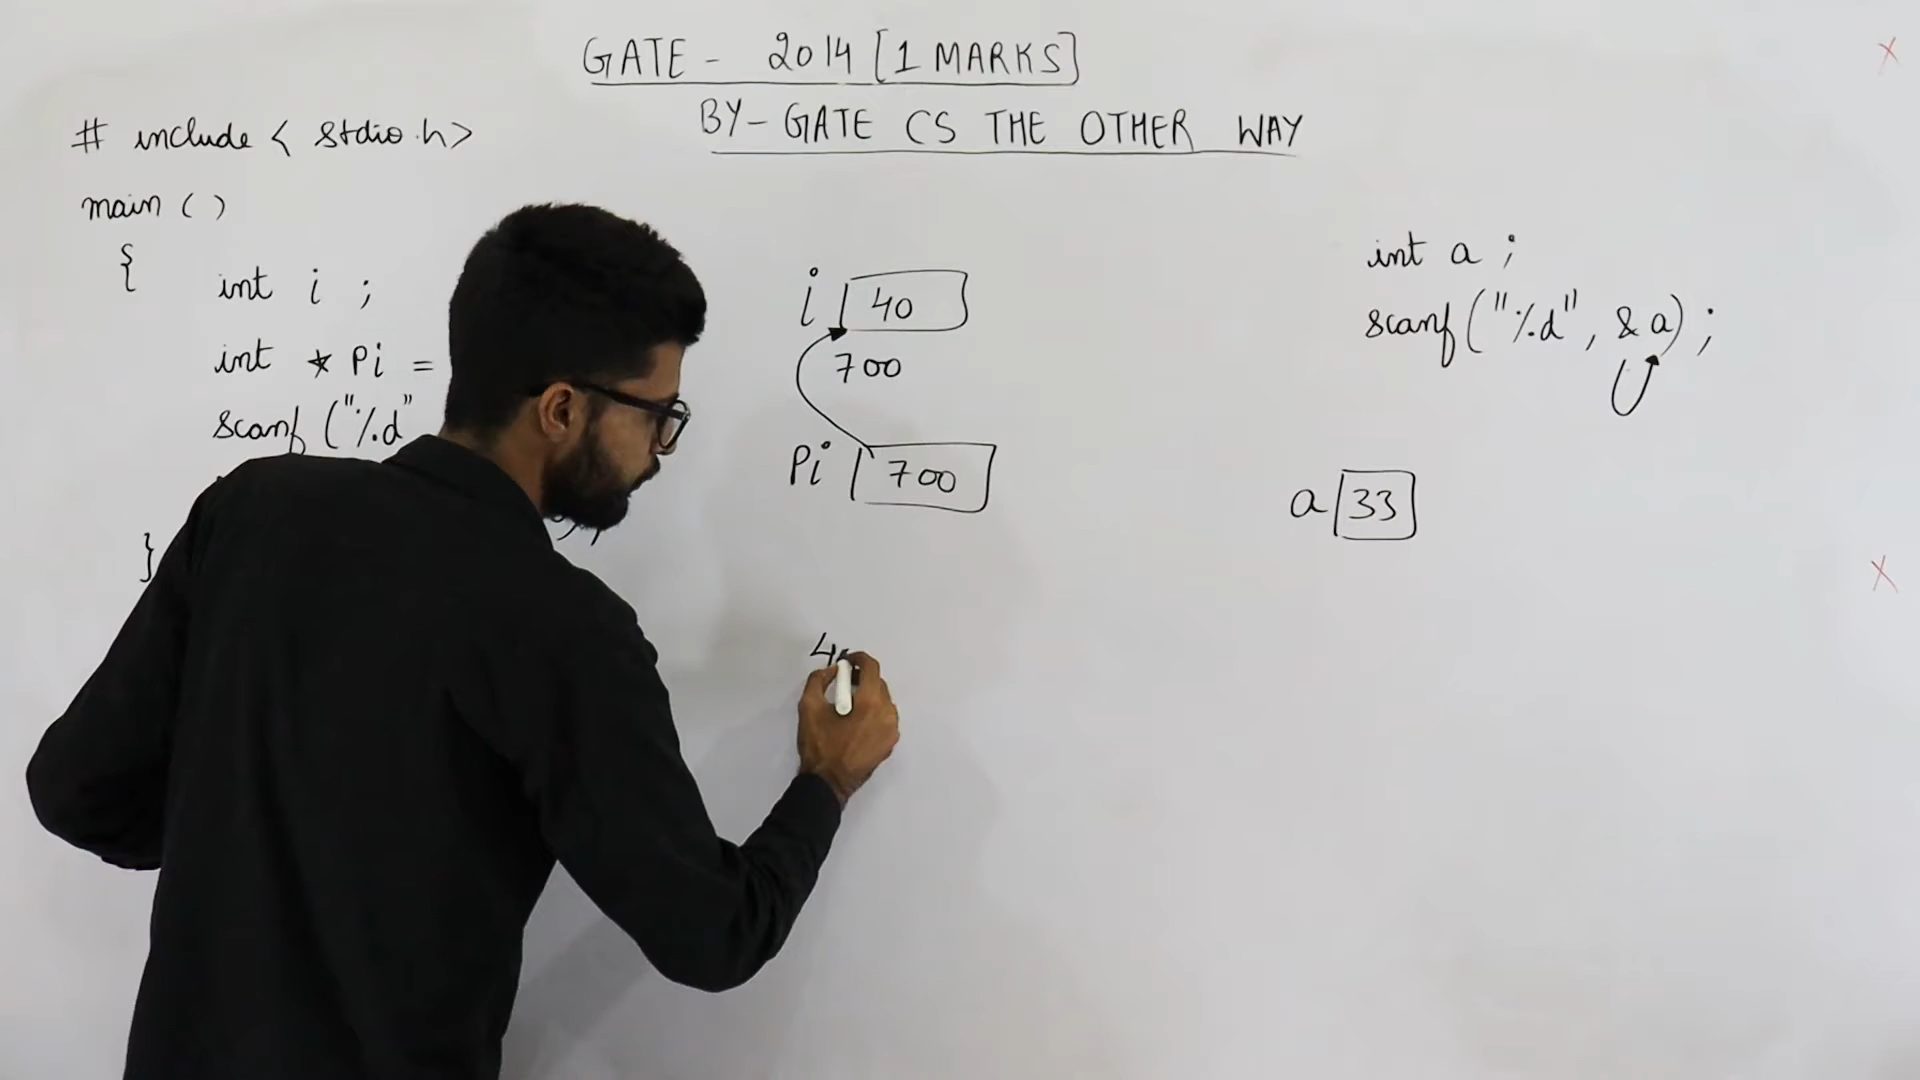 GATE - 2014 [1 MARKS]
BY-GATE CS THE OTHER WAY
# include < stdio.h>
main ( )
{
int i ;
int * Pi =
scanf ("%d"
}
i 40
700
Pi 700
int a ;
scanf ("%d", & a) ;
a 33